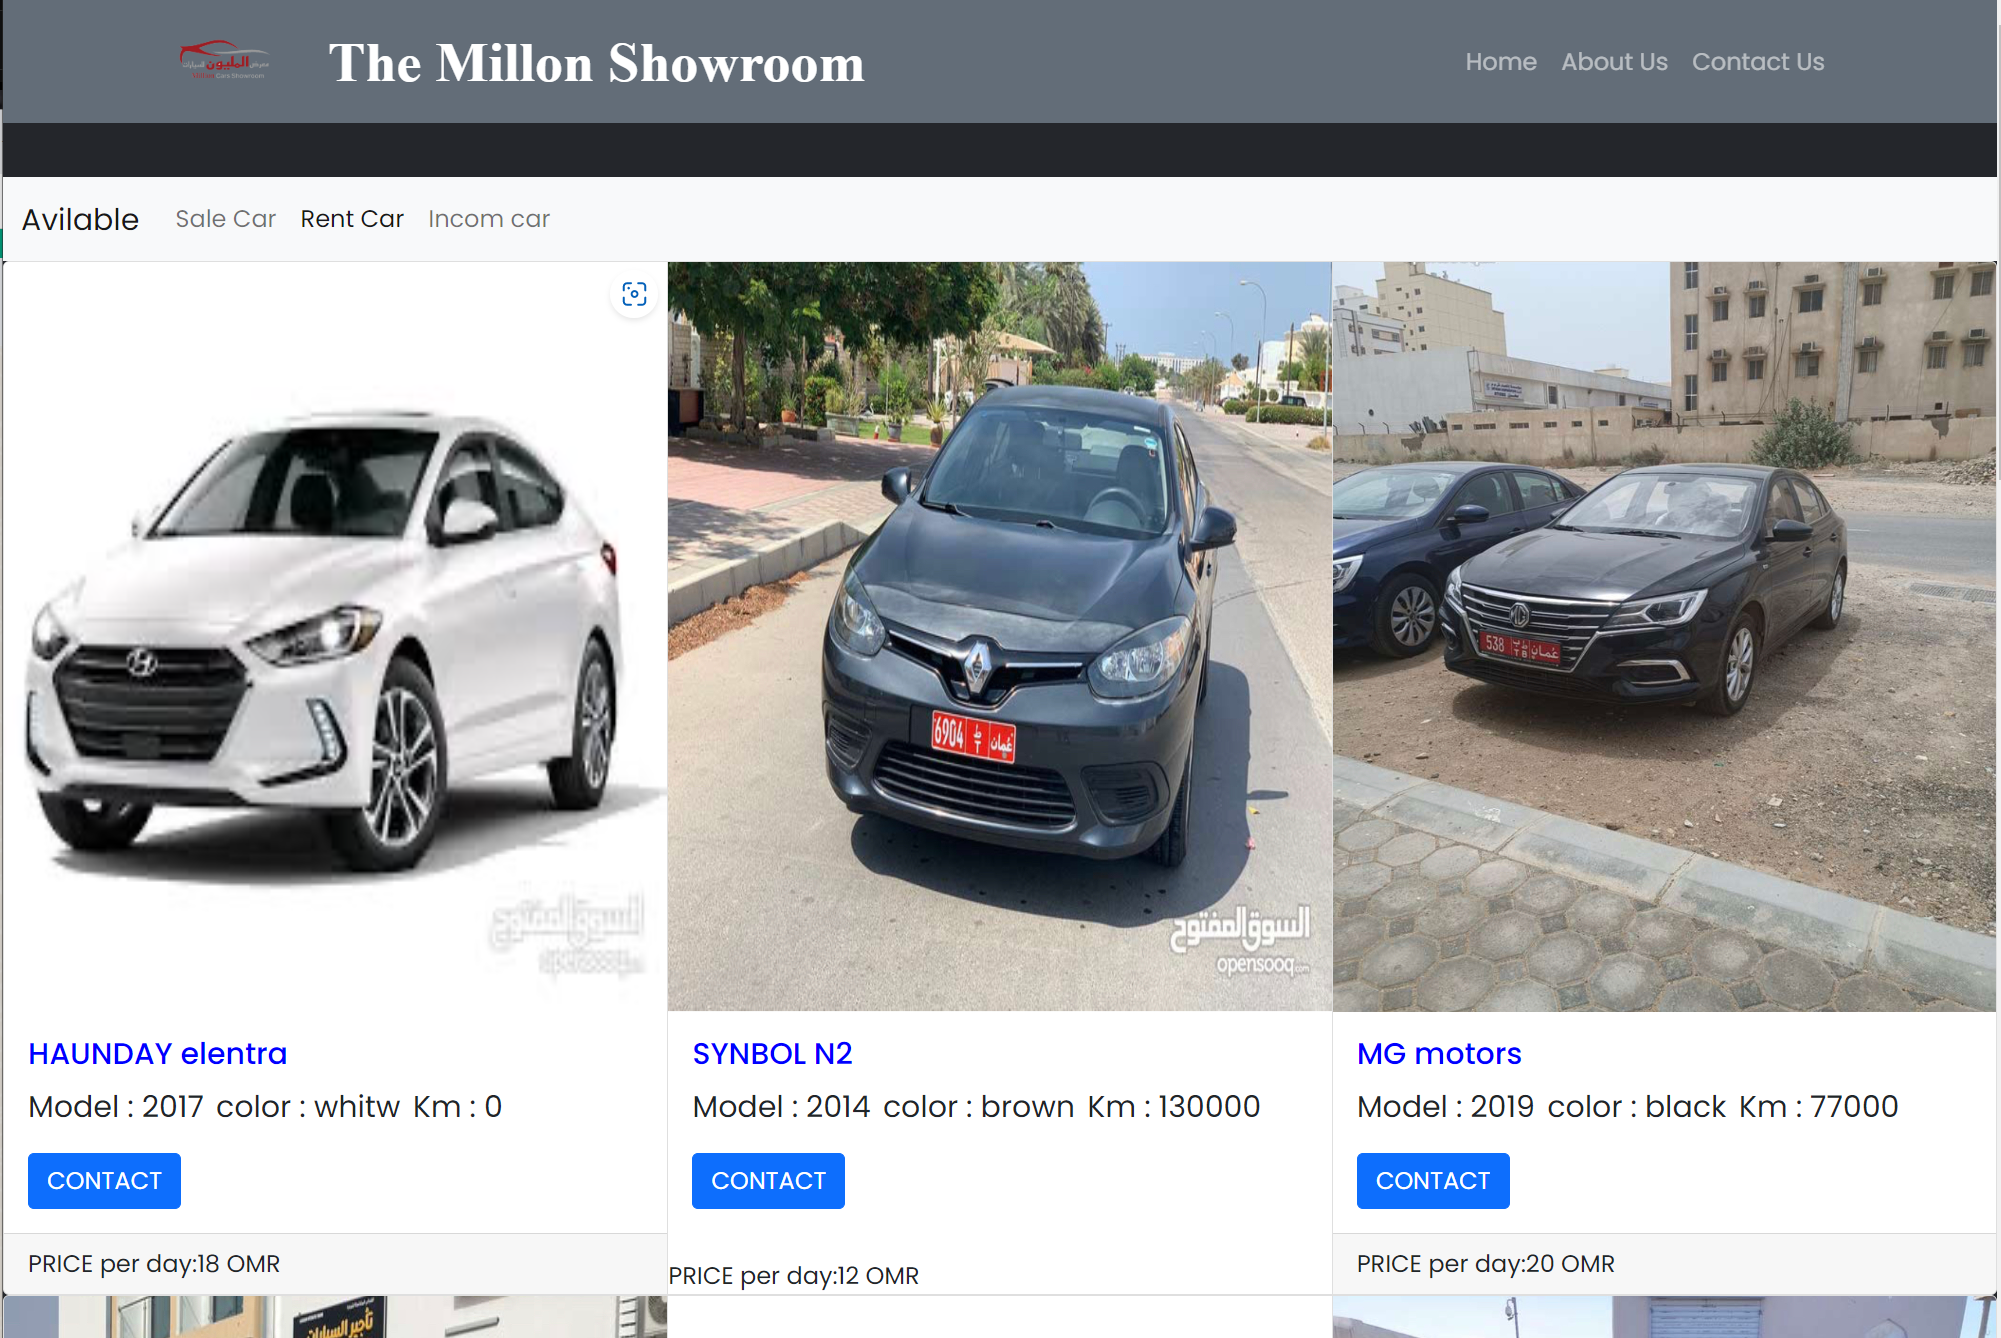 معرض المليون للسيارات
Million Cars Showroom
The Millon Showroom
Home About Us Contact Us
Avilable Sale Car Rent Car Incom car
السوق المفتوح
opensooq.com
6904 ط T عُمان
السوق المفتوح
opensooq.com
538 عُمان
HAUNDAY elentra
Model : 2017 color : whitw Km : 0
CONTACT
PRICE per day:18 OMR
SYNBOL N2
Model : 2014 color : brown Km : 130000
CONTACT
PRICE per day:12 OMR
MG motors
Model : 2019 color : black Km : 77000
CONTACT
PRICE per day:20 OMR
تأجير السيارات